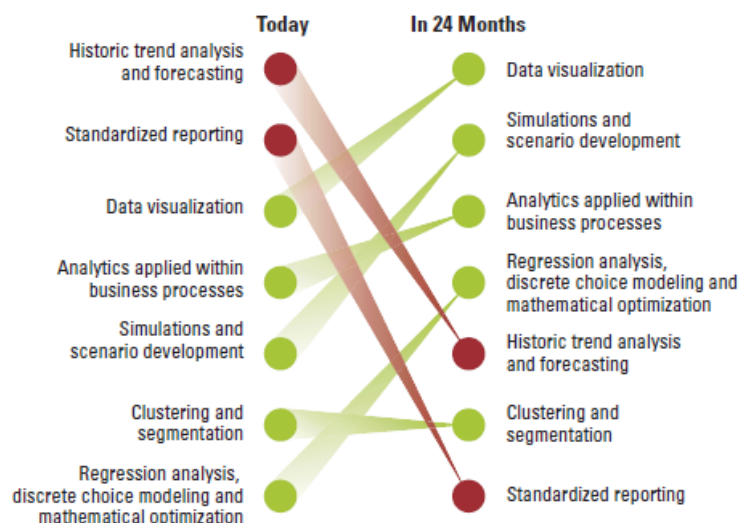 Today
In 24 Months
Historic trend analysis
and forecasting
Standardized reporting
Data visualization
Analytics applied within
business processes
Simulations and
scenario development
Clustering and
segmentation
Regression analysis,
discrete choice modeling and
mathematical optimization
Data visualization
Simulations and
scenario development
Analytics applied within
business processes
Regression analysis,
discrete choice modeling and
mathematical optimization
Historic trend analysis
and forecasting
Clustering and
segmentation
Standardized reporting